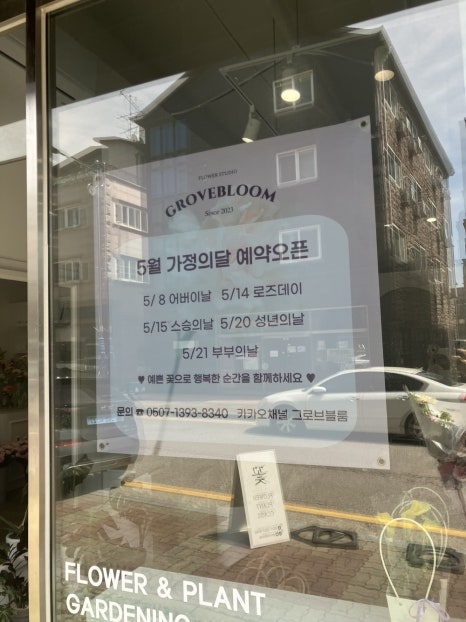 FLOWER STUDIO
GROVEBLOOM
Since 2023
5월 가정의달 예약오픈
5/ 8 어버이날 5/14 로즈데이
5/15 스승의날 5/20 성년의날
5/21 부부의날
♥ 예쁜 꽃으로 행복한 순간을 함께하세요 ♥
문의 ☎ 0507-1393-8340 카카오채널 그로브블룸
꽃
FLOWER & PLANT
GARDENING